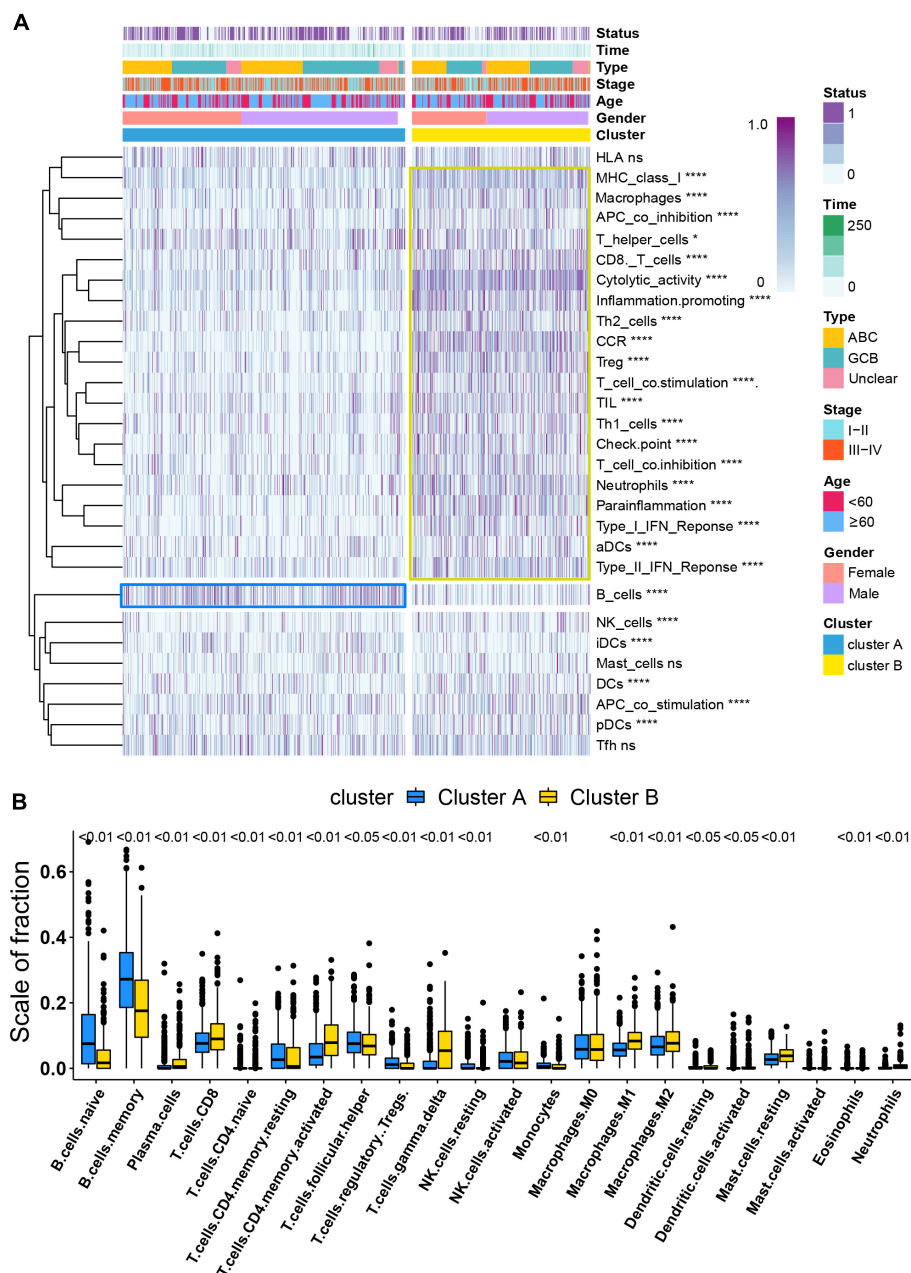 A
Status
Time
Type
Stage
Age
Gender
Cluster
HLA ns
MHC_class_I ****
Macrophages ****
APC_co_inhibition ****
T_helper_cells *
CD8._T_cells ****
Cytolytic_activity ****
Inflammation.promoting ****
Th2_cells ****
CCR ****
Treg ****
T_cell_co.stimulation ****.
TIL ****
Th1_cells ****
Check.point ****
T_cell_co.inhibition ****
Neutrophils ****
Parainflammation ****
Type_I_IFN_Reponse ****
aDCs ****
Type_II_IFN_Reponse ****
B_cells ****
NK_cells ****
iDCs ****
Mast_cells ns
DCs ****
APC_co_stimulation ****
pDCs ****
Tfh ns
1.0
0
Status
1
0
Time
250
0
Type
ABC
GCB
Unclear
Stage
I−II
III−IV
Age
<60
≥60
Gender
Female
Male
Cluster
cluster A
cluster B
B
cluster Cluster A Cluster B
<0.01 <0.01 <0.01 <0.01 <0.01 <0.01 <0.01 <0.05 <0.01 <0.01 <0.01 <0.01 <0.01 <0.01 <0.05 <0.05 <0.01 <0.01 <0.01
Scale of fraction
0.6
0.4
0.2
0.0
B.cells.naive
B.cells.memory
Plasma.cells
T.cells.CD8
T.cells.CD4.naive
T.cells.CD4.memory.resting
T.cells.CD4.memory.activated
T.cells.follicular.helper
T.cells.regulatory..Tregs.
T.cells.gamma.delta
NK.cells.resting
NK.cells.activated
Monocytes
Macrophages.M0
Macrophages.M1
Macrophages.M2
Dendritic.cells.resting
Dendritic.cells.activated
Mast.cells.resting
Mast.cells.activated
Eosinophils
Neutrophils